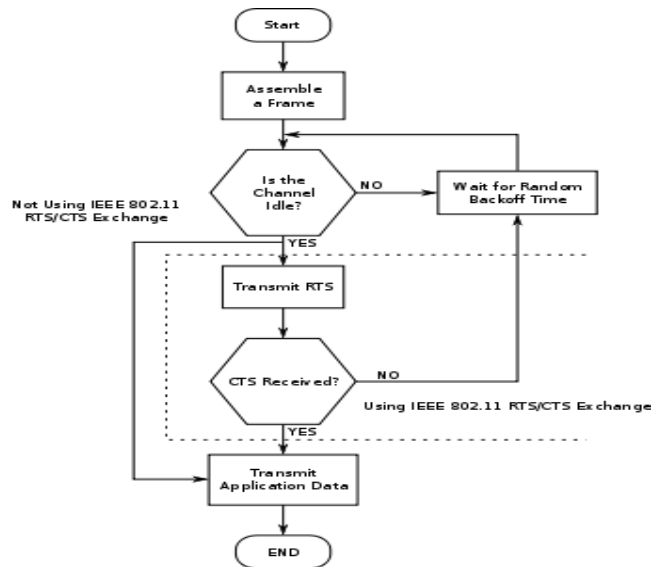 Start
Assemble
a Frame
Is the
Channel
Idle?
NO
Wait for Random
Backoff Time
Not Using IEEE 802.11
RTS/CTS Exchange
YES
Transmit RTS
CTS Received?
NO
Using IEEE 802.11 RTS/CTS Exchange
YES
Transmit
Application Data
END